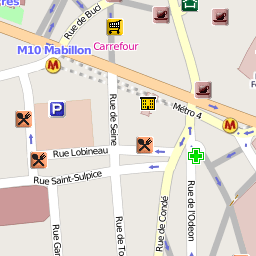 Rue de Buci
Carrefour
M10 Mabillon
Métro 4
Rue de Seine
Rue Lobineau
Rue Saint-Sulpice
Rue de Condé
Rue de l'Odéon
Rue Gar
Rue de To